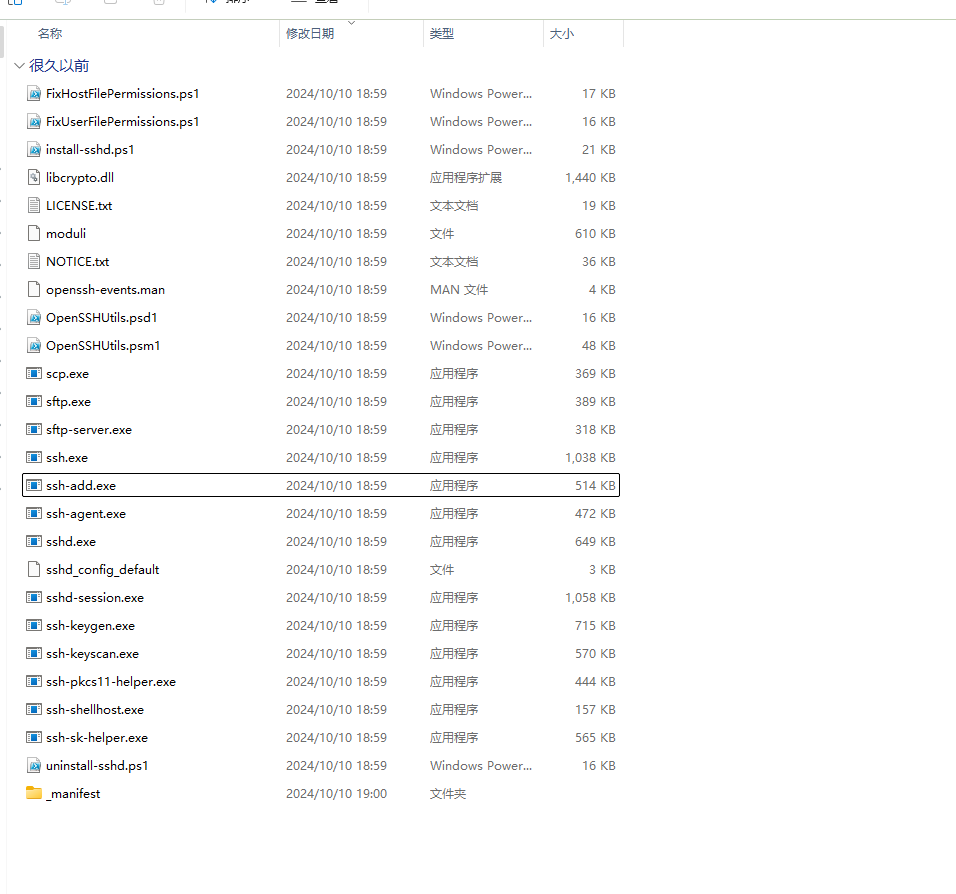 名称 修改日期 类型 大小
很久以前
FixHostFilePermissions.ps1 2024/10/10 18:59 Windows Power... 17 KB
FixUserFilePermissions.ps1 2024/10/10 18:59 Windows Power... 16 KB
install-sshd.ps1 2024/10/10 18:59 Windows Power... 21 KB
libcrypto.dll 2024/10/10 18:59 应用程序扩展 1,440 KB
LICENSE.txt 2024/10/10 18:59 文本文档 19 KB
moduli 2024/10/10 18:59 文件 610 KB
NOTICE.txt 2024/10/10 18:59 文本文档 36 KB
openssh-events.man 2024/10/10 18:59 MAN 文件 4 KB
OpenSSHUtils.psd1 2024/10/10 18:59 Windows Power... 16 KB
OpenSSHUtils.psm1 2024/10/10 18:59 Windows Power... 48 KB
scp.exe 2024/10/10 18:59 应用程序 369 KB
sftp.exe 2024/10/10 18:59 应用程序 389 KB
sftp-server.exe 2024/10/10 18:59 应用程序 318 KB
ssh.exe 2024/10/10 18:59 应用程序 1,038 KB
ssh-add.exe 2024/10/10 18:59 应用程序 514 KB
ssh-agent.exe 2024/10/10 18:59 应用程序 472 KB
sshd.exe 2024/10/10 18:59 应用程序 649 KB
sshd_config_default 2024/10/10 18:59 文件 3 KB
sshd-session.exe 2024/10/10 18:59 应用程序 1,058 KB
ssh-keygen.exe 2024/10/10 18:59 应用程序 715 KB
ssh-keyscan.exe 2024/10/10 18:59 应用程序 570 KB
ssh-pkcs11-helper.exe 2024/10/10 18:59 应用程序 444 KB
ssh-shellhost.exe 2024/10/10 18:59 应用程序 157 KB
ssh-sk-helper.exe 2024/10/10 18:59 应用程序 565 KB
uninstall-sshd.ps1 2024/10/10 18:59 Windows Power... 16 KB
_manifest 2024/10/10 19:00 文件夹